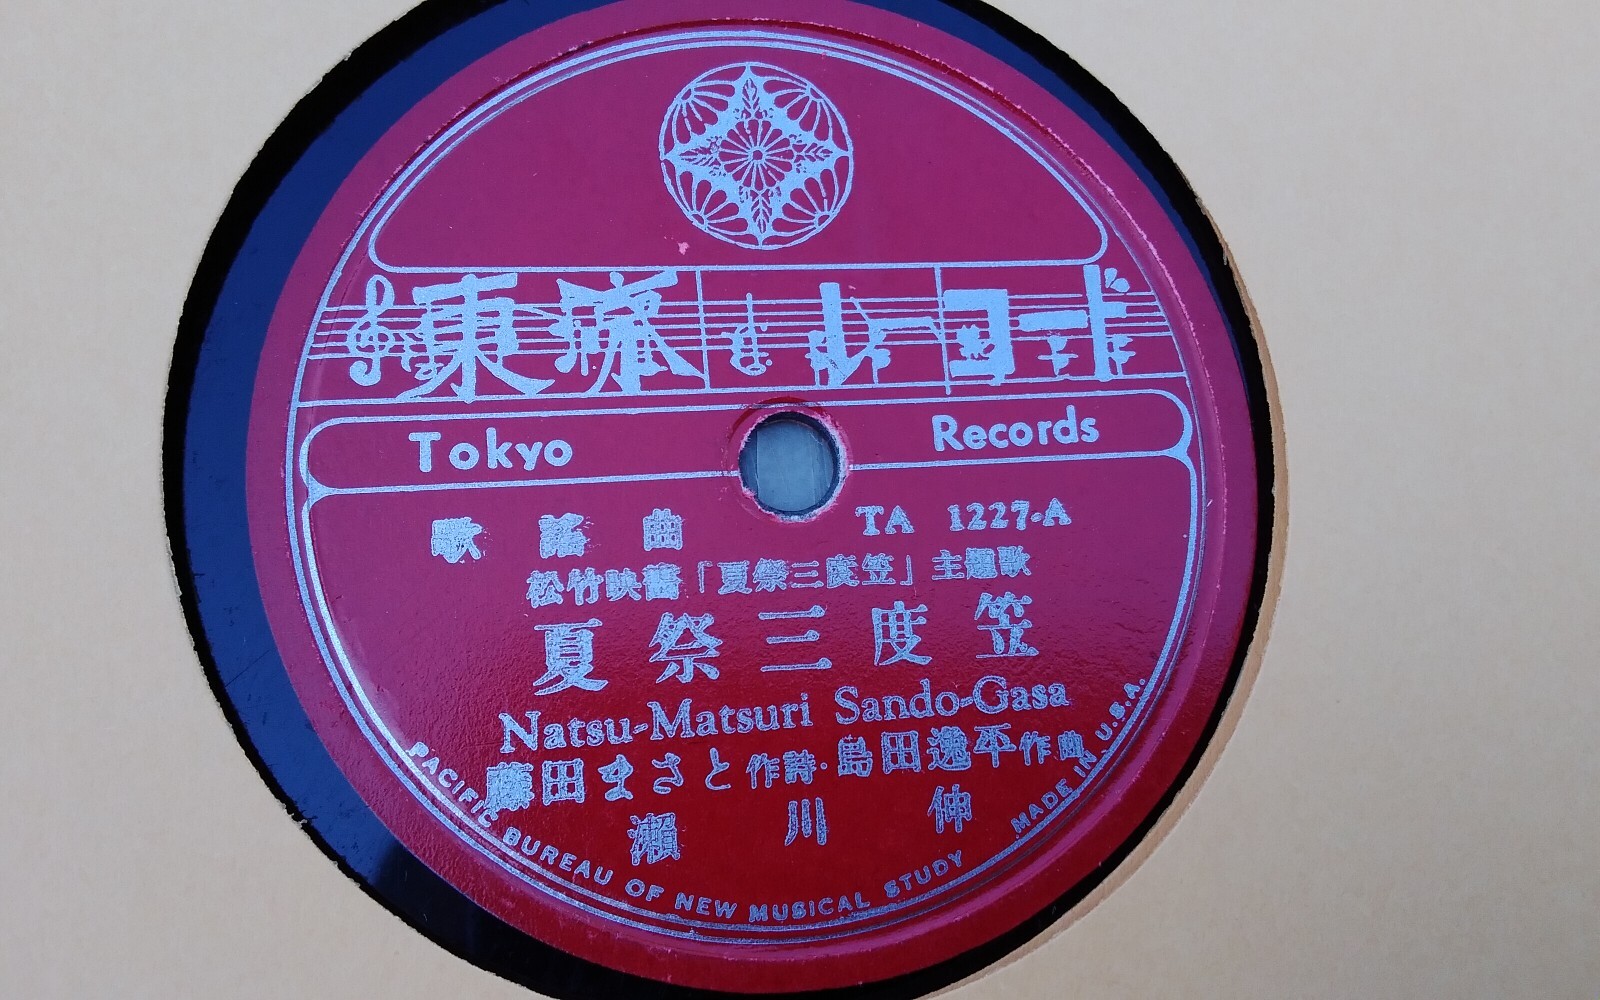 東京レコード
Tokyo Records
歌謡曲 TA 1227-A
松竹映畵「夏祭三度笠」主題歌
夏祭三度笠
Natsu-Matsuri Sando-Gasa
藤田まさと作詩・島田逸平作曲
瀬川伸
PACIFIC BUREAU OF NEW MUSICAL STUDY MADE IN U.S.A.